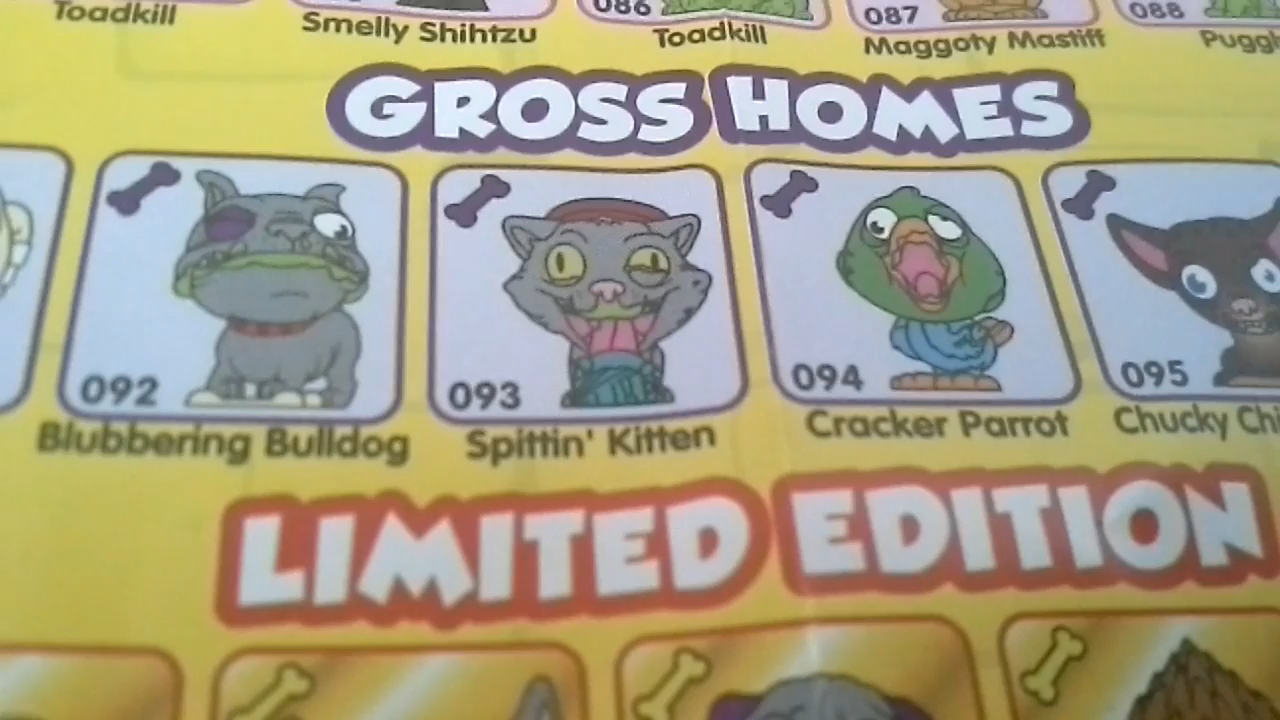 Toadkill
Smelly Shihtzu
086
Toadkill
087
Maggoty Mastiff
088
GROSS HOMES
092
Blubbering Bulldog
093
Spittin' Kitten
094
Cracker Parrot
095
Chucky
LIMITED EDITION